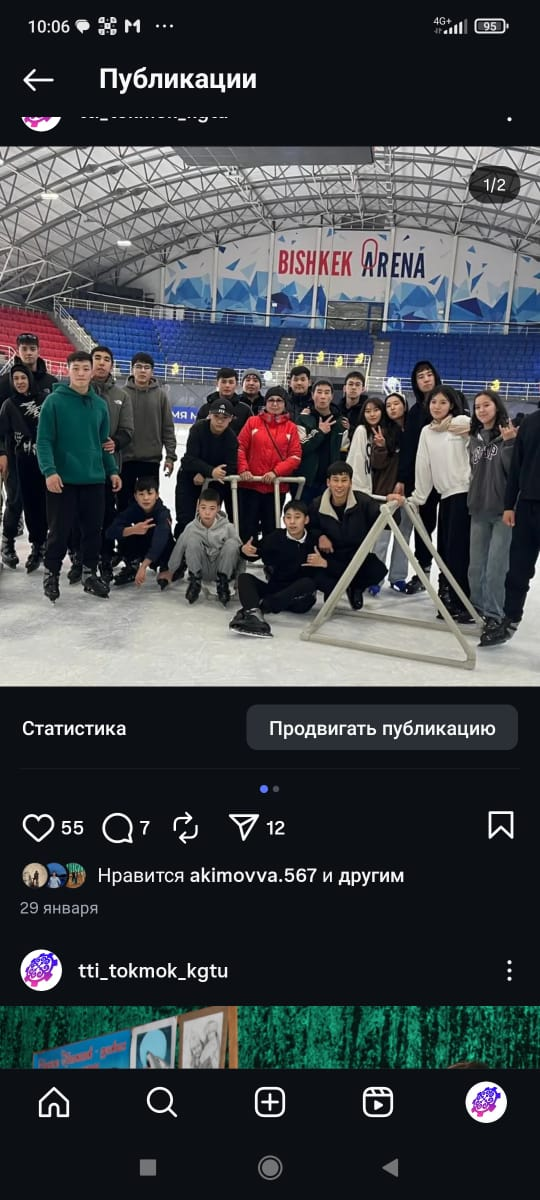 10:06
4G+
95
Публикации
1/2
BISHKEK ARENA
Статистика
Продвигать публикацию
55
7
12
Нравится akimovva.567 и другим
29 января
tti_tokmok_kgtu